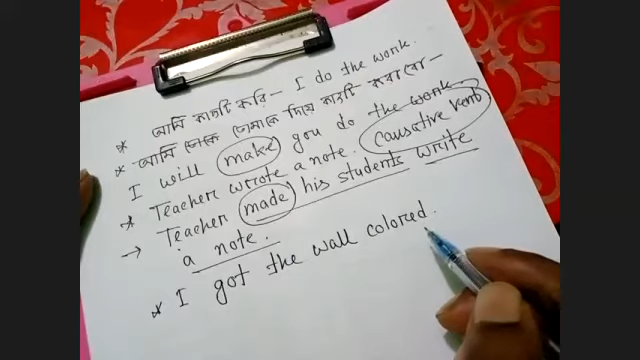 * আমি কাজটি করি – I do the work.
* আমি তোকে তোমাকে দিয়ে কাজটি করাবো –
I will make you do the work
causative verb
* Teacher wrote a note.
→ Teacher made his students write
a note.
* I got the wall colored.